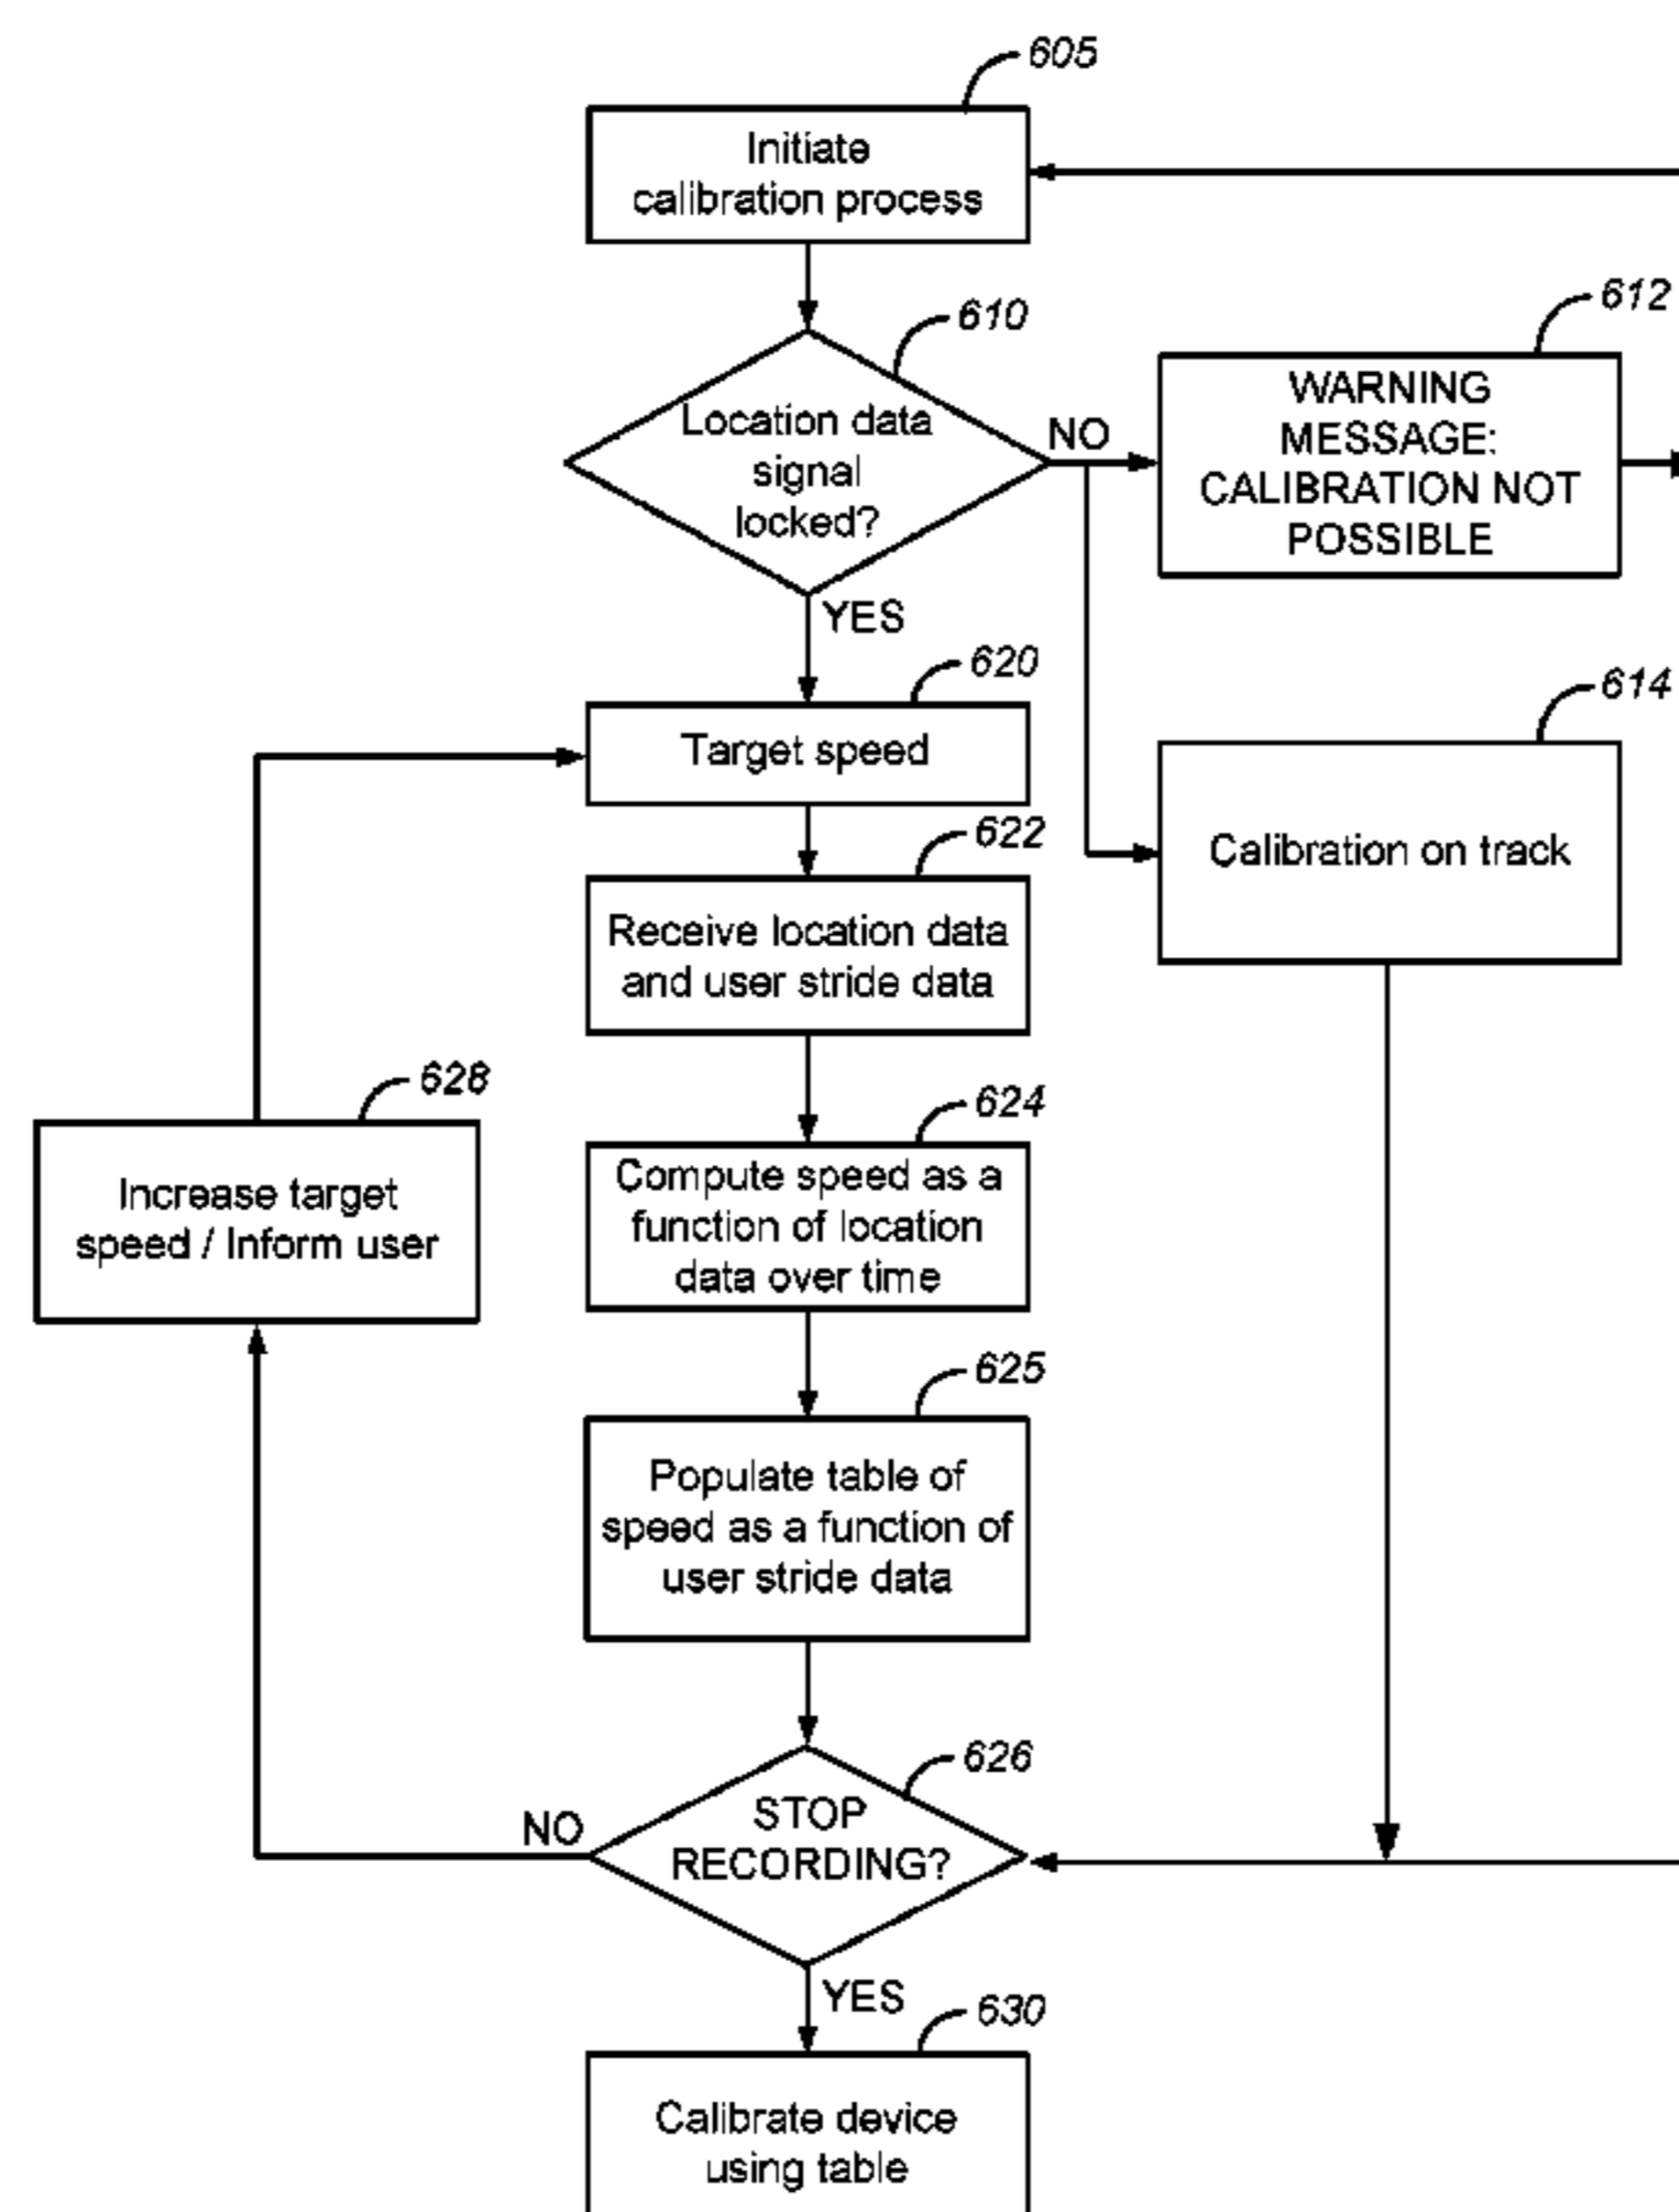 605
Initiate
calibration process
610
612
Location data
signal
locked?
NO
WARNING
MESSAGE:
CALIBRATION NOT
POSSIBLE
YES
620
614
Target speed
Calibration on track
622
Receive location data
and user stride data
628
Increase target
speed / Inform user
624
Compute speed as a
function of location
data over time
625
Populate table of
speed as a function of
user stride data
626
NO
STOP
RECORDING?
YES
630
Calibrate device
using table